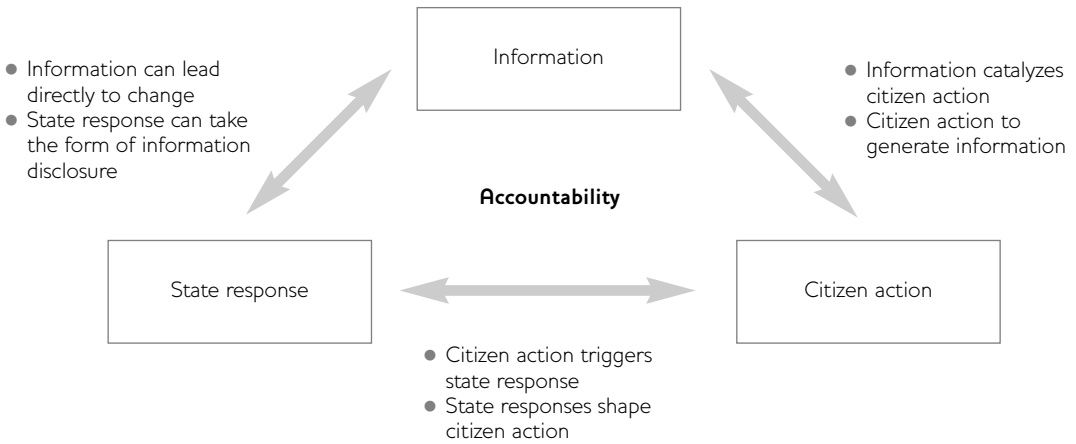 Information
● Information can lead
directly to change
● State response can take
the form of information
disclosure
● Information catalyzes
citizen action
● Citizen action to
generate information
Accountability
State response
Citizen action
● Citizen action triggers
state response
● State responses shape
citizen action